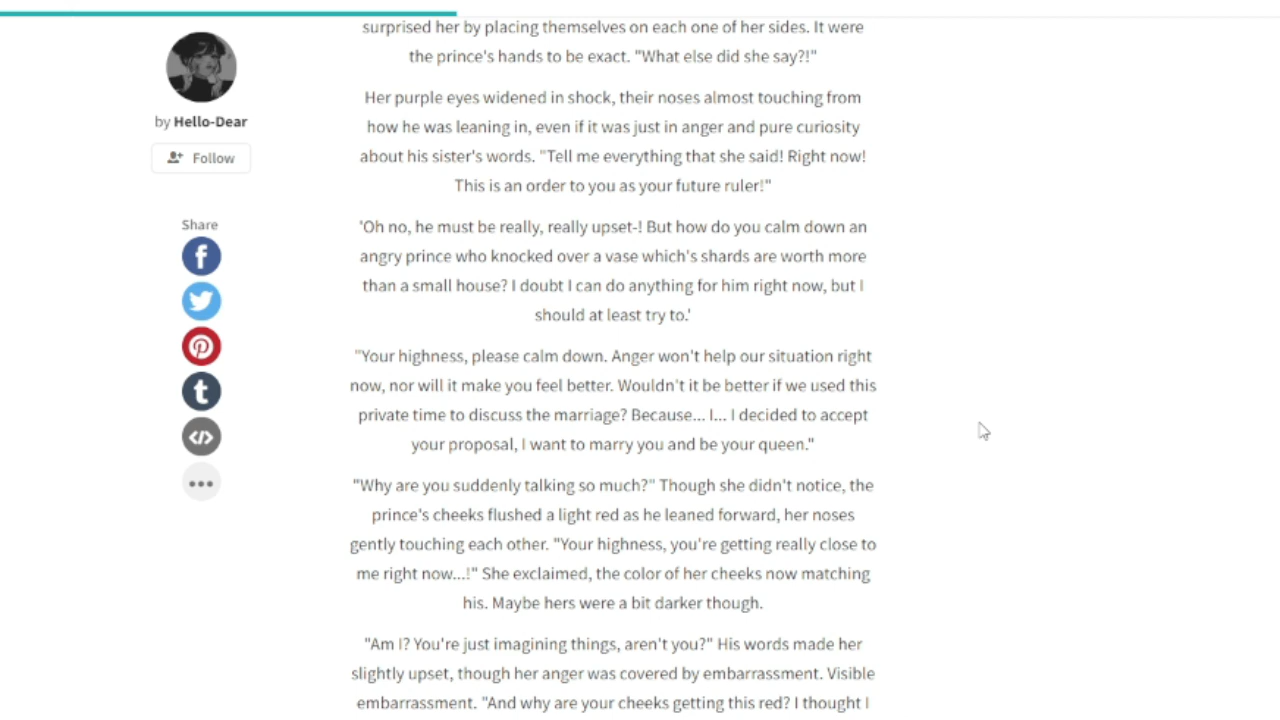 surprised her by placing themselves on each one of her sides. It were
the prince's hands to be exact. "What else did she say?!"
Her purple eyes widened in shock, their noses almost touching from
how he was leaning in, even if it was just in anger and pure curiosity
about his sister's words. "Tell me everything that she said! Right now!
This is an order to you as your future ruler!"
'Oh no, he must be really, really upset-! But how do you calm down an
angry prince who knocked over a vase which's shards are worth more
than a small house? I doubt I can do anything for him right now, but I
should at least try to.'
"Your highness, please calm down. Anger won't help our situation right
now, nor will it make you feel better. Wouldn't it be better if we used this
private time to discuss the marriage? Because... I... I decided to accept
your proposal, I want to marry you and be your queen."
"Why are you suddenly talking so much?" Though she didn't notice, the
prince's cheeks flushed a light red as he leaned forward, her noses
gently touching each other. "Your highness, you're getting really close to
me right now...!" She exclaimed, the color of her cheeks now matching
his. Maybe hers were a bit darker though.
"Am I? You're just imagining things, aren't you?" His words made her
slightly upset, though her anger was covered by embarrassment. Visible
embarrassment. "And why are your cheeks getting this red? I thought I
by Hello-Dear
Follow
Share